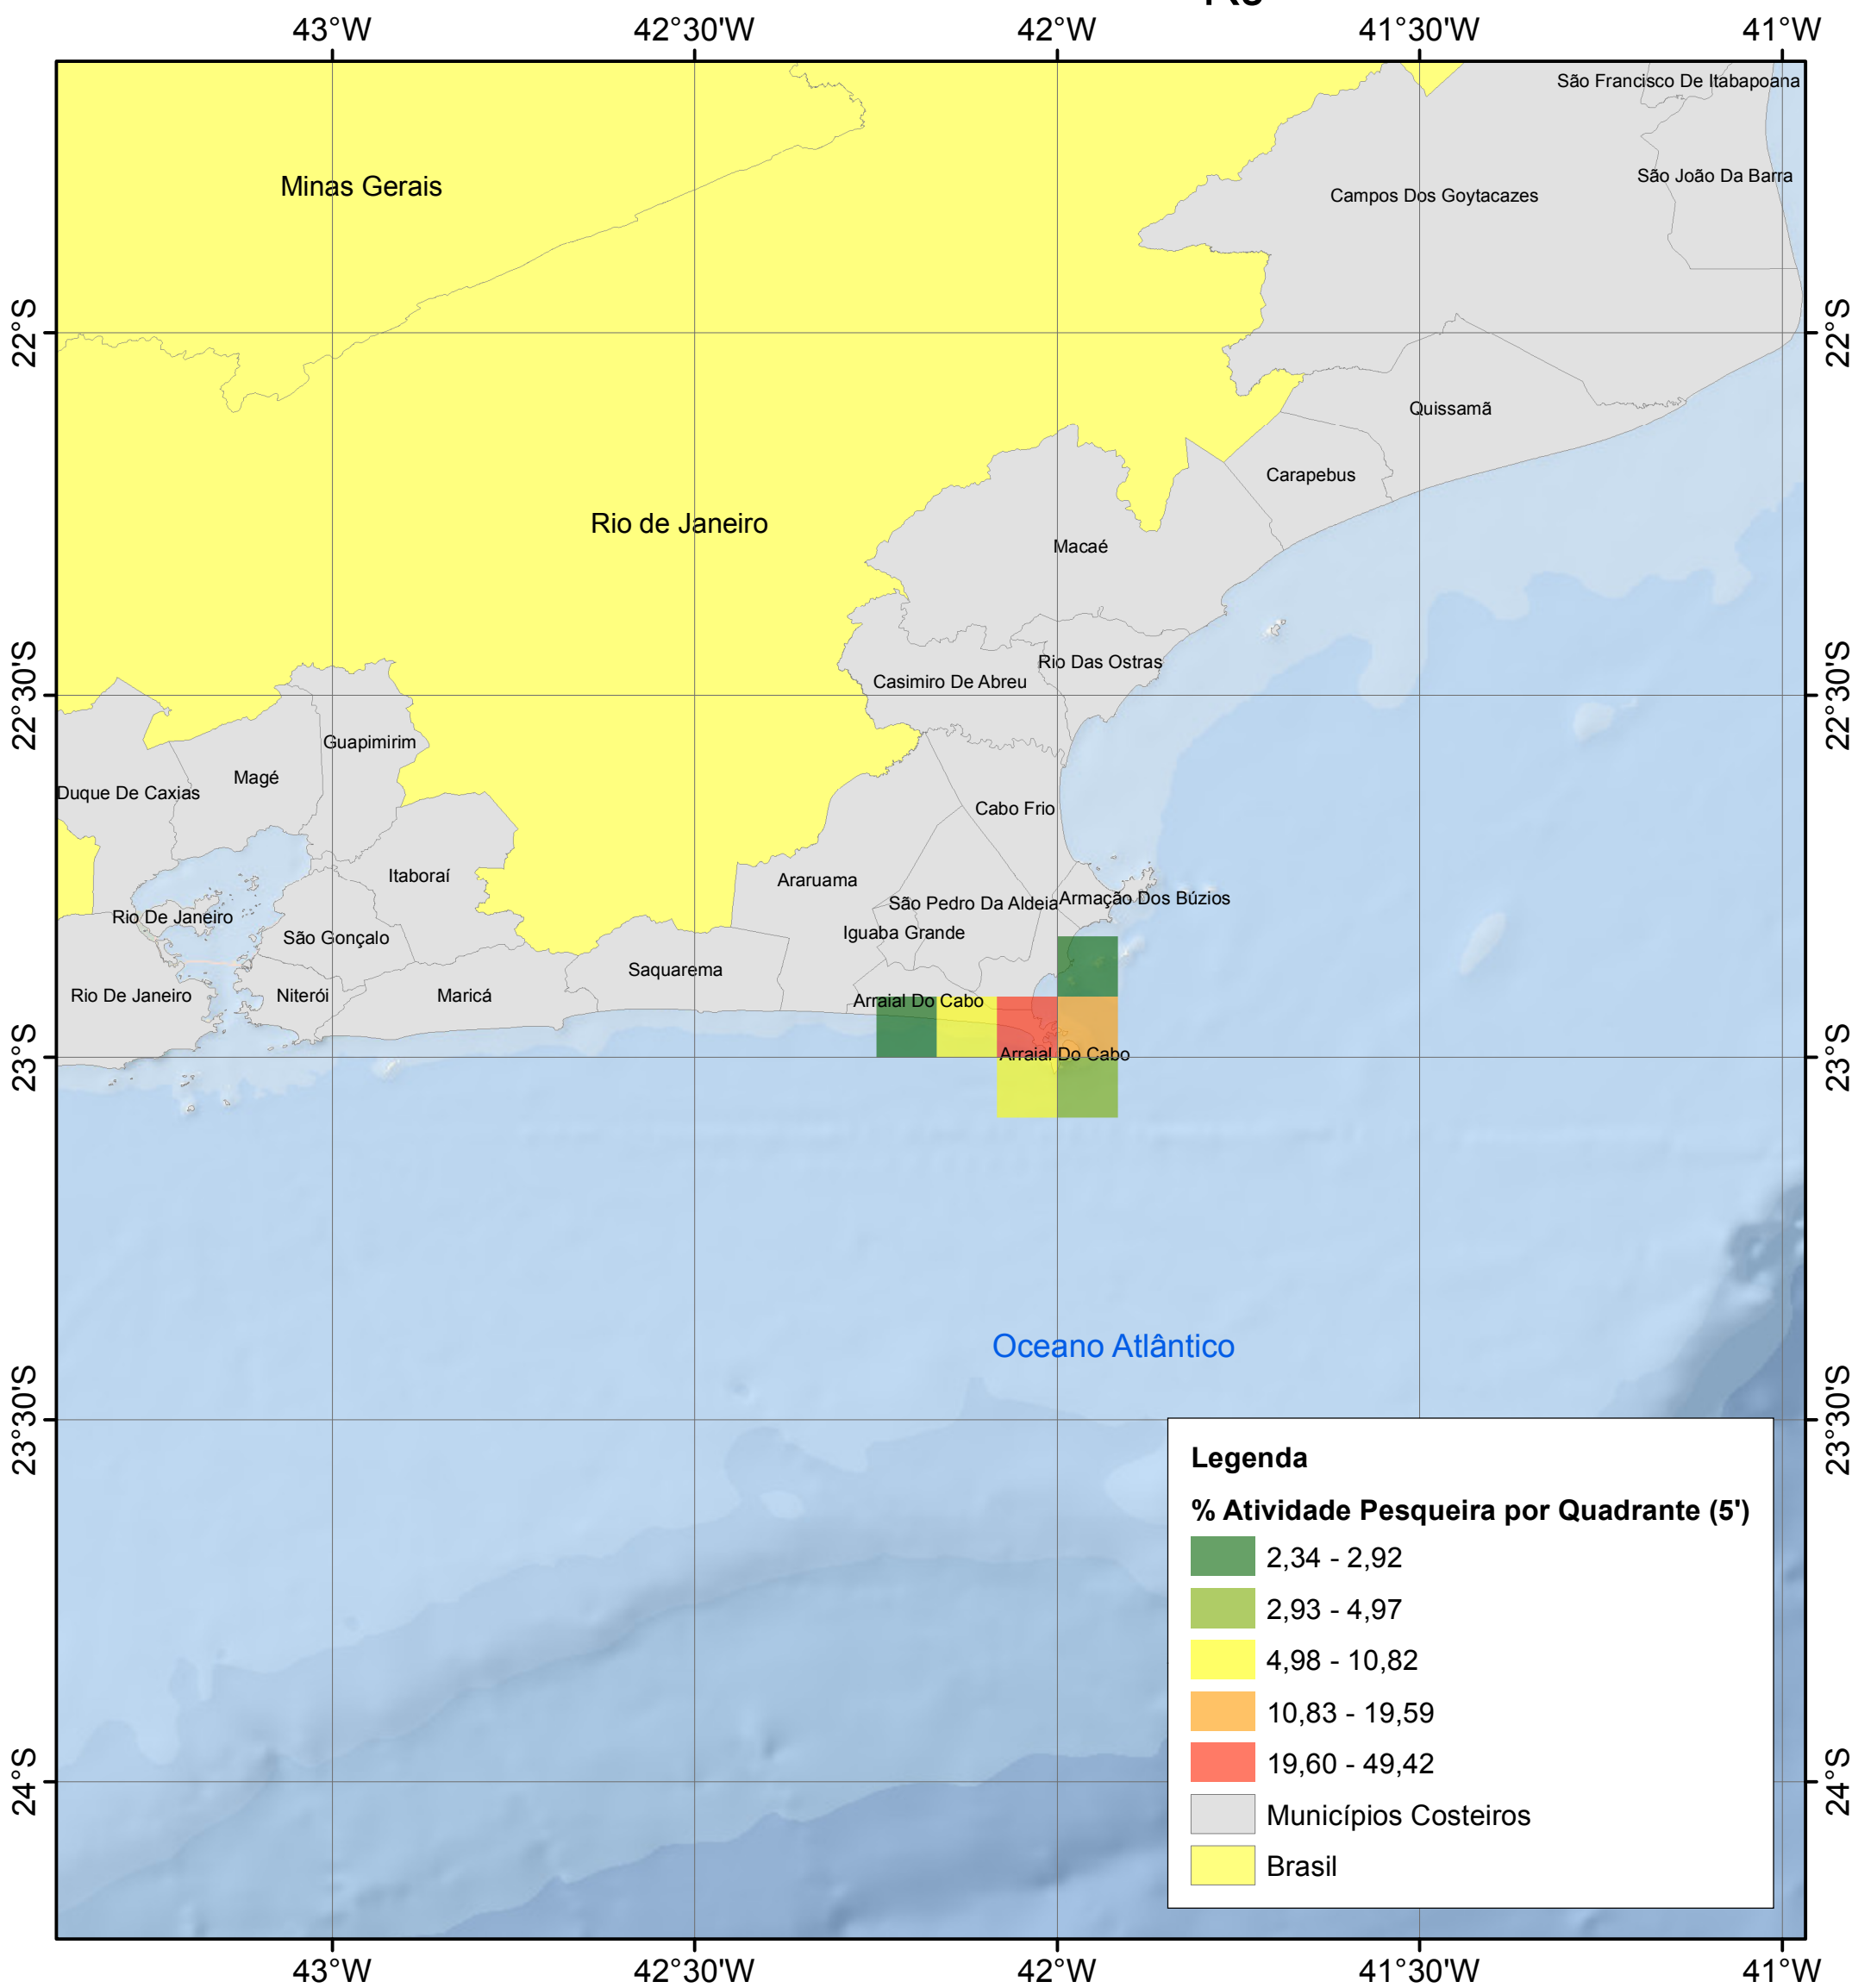 43°W 42°30'W 42°W 41°30'W 41°W
São Francisco De Itabapoana
São João Da Barra
Minas Gerais
Campos Dos Goytacazes
22°S 22°S
Quissamã
Carapebus
Rio de Janeiro
Macaé
Rio Das Ostras
Casimiro De Abreu
22°30'S 22°30'S
Guapimirim
Magé
Duque De Caxias
Cabo Frio
Itaboraí
Araruama
São Pedro Da Aldeia
Armação Dos Búzios
Rio De Janeiro
Iguaba Grande
São Gonçalo
Saquarema
Rio De Janeiro
Niterói
Maricá
Arraial Do Cabo
23°S 23°S
Arraial Do Cabo
Oceano Atlântico
23°30'S 23°30'S
Legenda
% Atividade Pesqueira por Quadrante (5')
2,34 - 2,92
2,93 - 4,97
4,98 - 10,82
10,83 - 19,59
19,60 - 49,42
24°S 24°S
Municípios Costeiros
Brasil
43°W 42°30'W 42°W 41°30'W 41°W